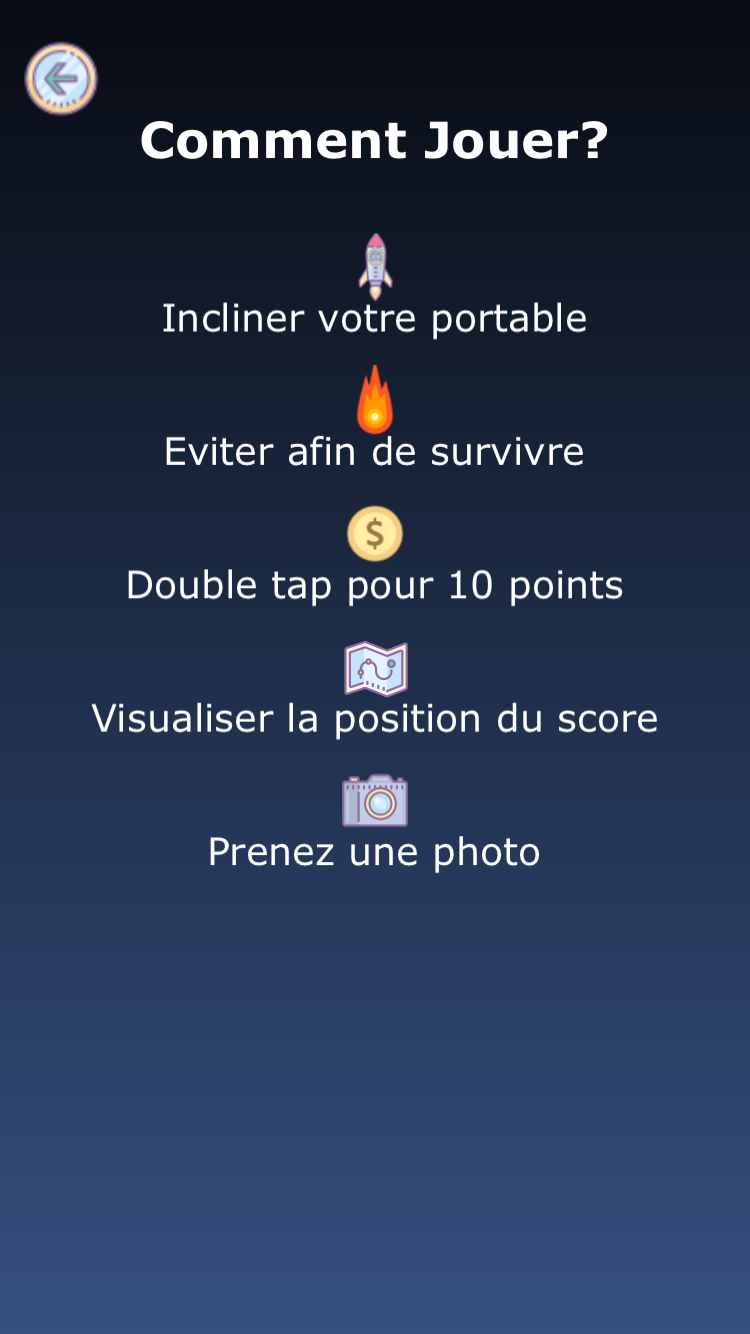 Comment Jouer?
Incliner votre portable
Eviter afin de survivre
$
Double tap pour 10 points
Visualiser la position du score
Prenez une photo